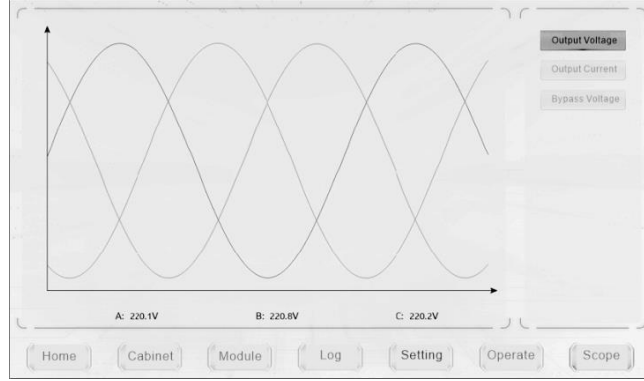 Output Voltage
Output Current
Bypass Voltage
A: 220.1V B: 220.8V C: 220.2V
Home Cabinet Module Log Setting Operate Scope